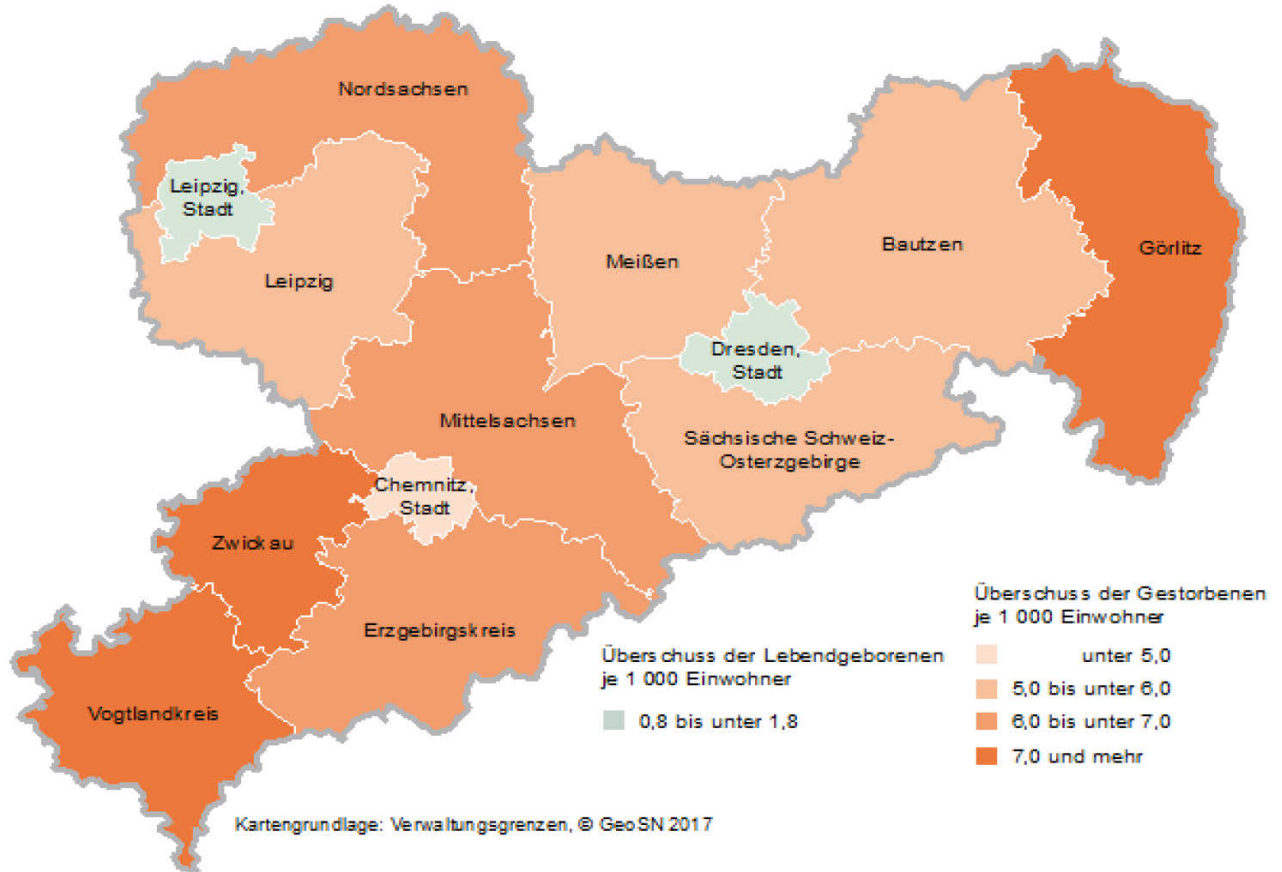 Nordsachsen
Leipzig,
Stadt
Leipzig
Meißen
Bautzen
Görlitz
Dresden,
Stadt
Mittelsachsen
Sächsische Schweiz-
Osterzgebirge
Chemnitz,
Stadt
Zwickau
Erzgebirgskreis
Vogtlandkreis
Überschuss der Lebendgeborenen
je 1 000 Einwohner
0,8 bis unter 1,8
Überschuss der Gestorbenen
je 1 000 Einwohner
unter 5,0
5,0 bis unter 6,0
6,0 bis unter 7,0
7,0 und mehr
Kartengrundlage: Verwaltungsgrenzen, © GeoSN 2017